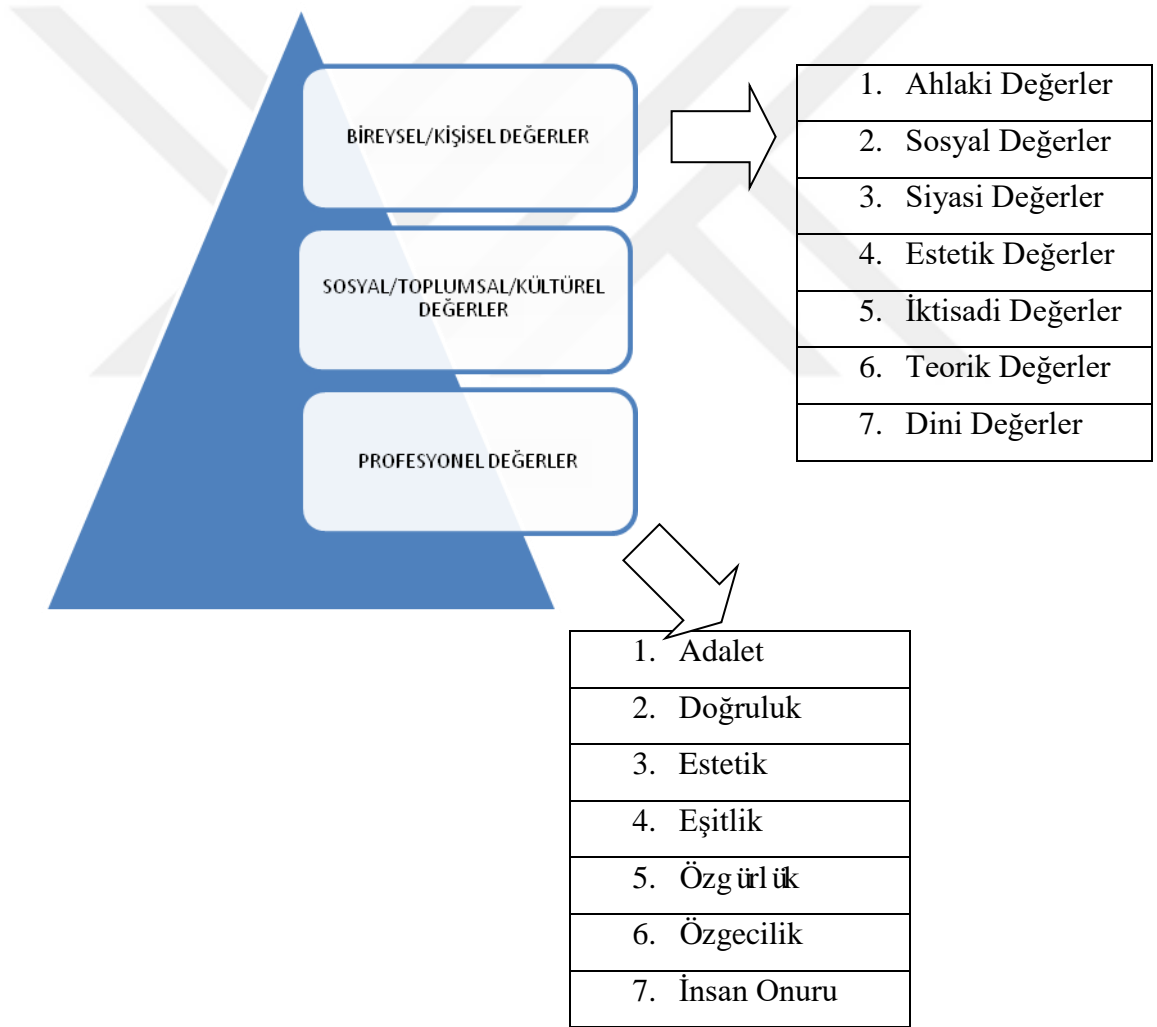 BİREYSEL/KİŞİSEL DEĞERLER
SOSYAL/TOPLUMSAL/KÜLTÜREL
DEĞERLER
PROFESYONEL DEĞERLER
1. Ahlaki Değerler
2. Sosyal Değerler
3. Siyasi Değerler
4. Estetik Değerler
5. İktisadi Değerler
6. Teorik Değerler
7. Dini Değerler
1. Adalet
2. Doğruluk
3. Estetik
4. Eşitlik
5. Özgürlük
6. Özgecilik
7. İnsan Onuru